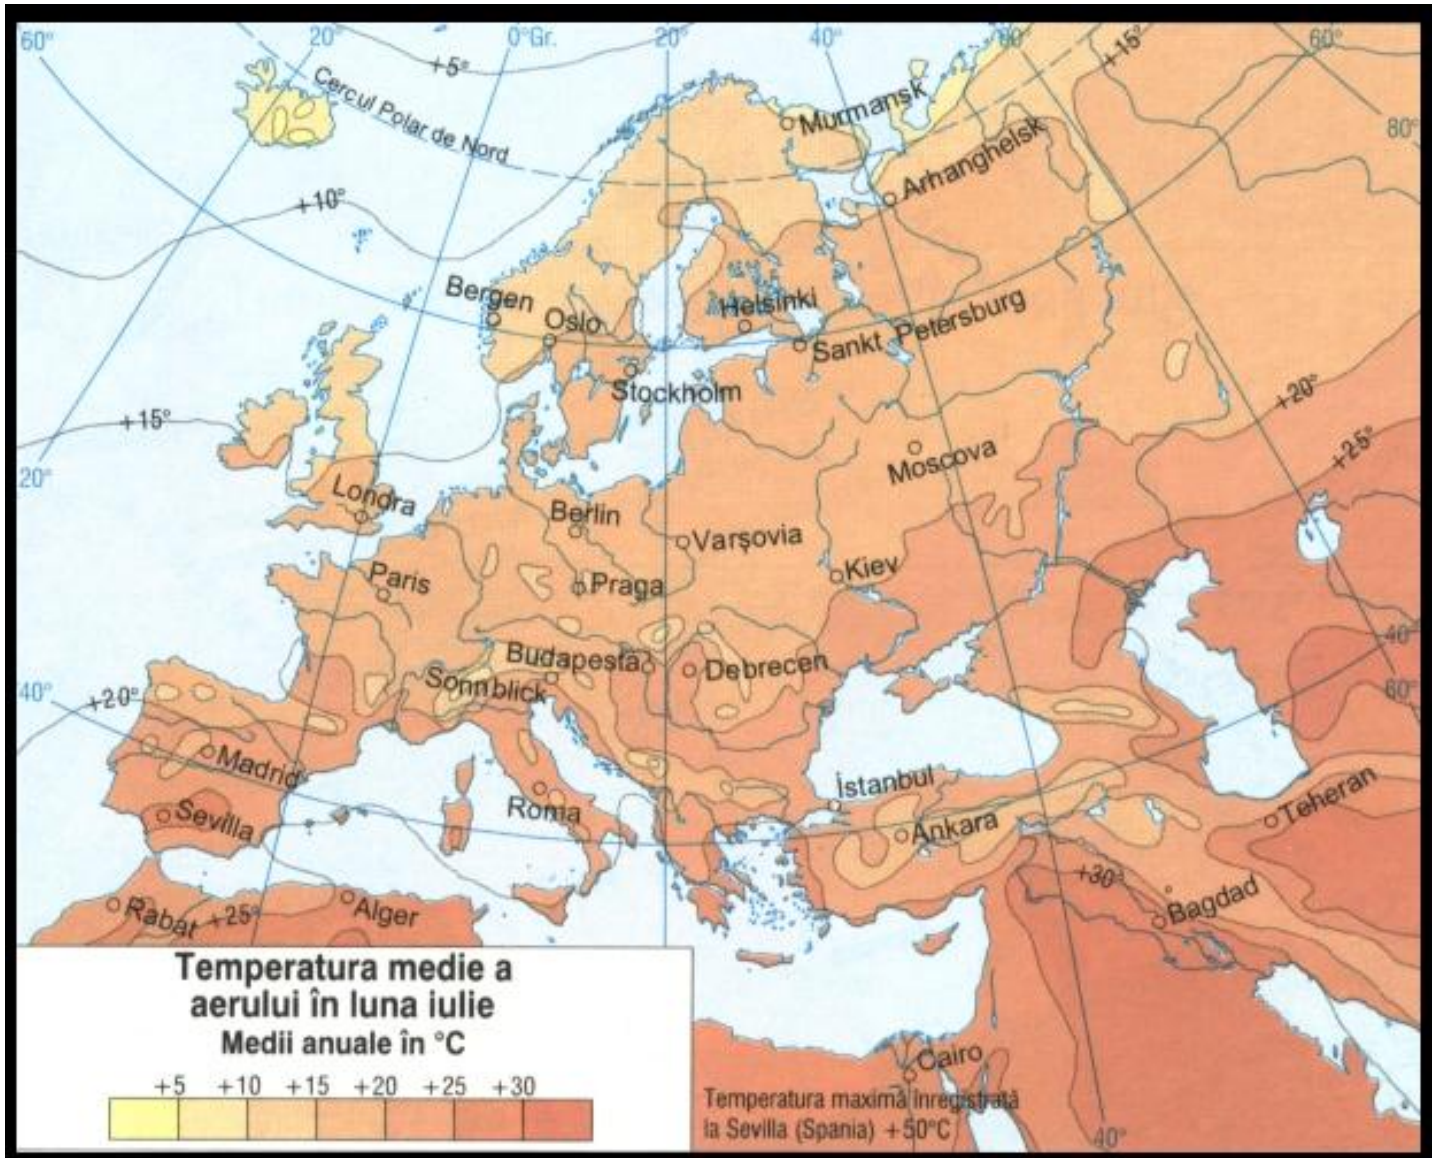 60°
20°
0°Gr.
20°
40°
60°
60°
+5°
+15°
Cercul Polar de Nord
Murmansk
80°
Arhanghelsk
+10°
Bergen
Oslo
Helsinki
Sankt Petersburg
Stockholm
+15°
+20°
+25°
20°
Moscova
Londra
Berlin
Varşovia
Kiev
Paris
Praga
40°
Budapesta
Debrecen
Sonnblick
40°
60°
+20°
Madrid
İstanbul
Roma
Sevilla
Ankara
Teheran
+30°
Bagdad
Rabat
+25°
Alger
Temperatura medie a
aerului în luna iulie
Medii anuale în °C
+5 +10 +15 +20 +25 +30
Cairo
Temperatura maximă înregistrată
la Sevilla (Spania) +50°C
40°